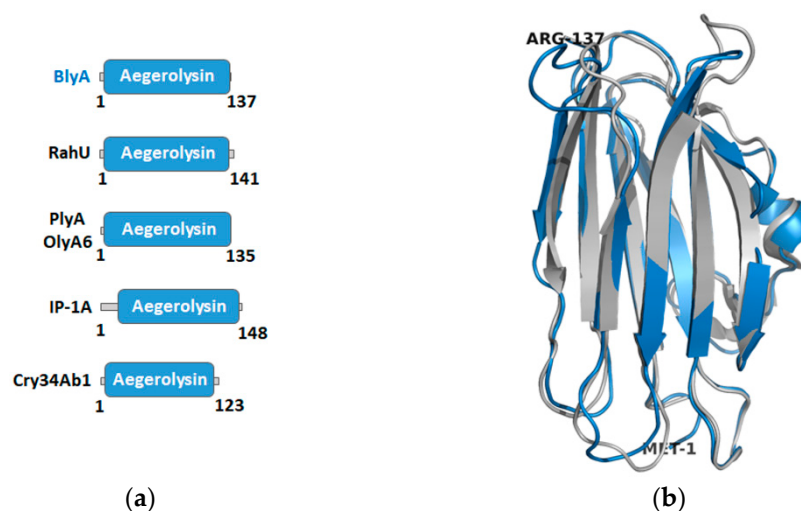 BlyA
Aegerolysin
1
137
RahU
Aegerolysin
1
141
PlyA
OlyA6
Aegerolysin
1
135
IP-1A
Aegerolysin
1
148
Cry34Ab1
Aegerolysin
1
123
(a)
ARG-137
MET-1
(b)